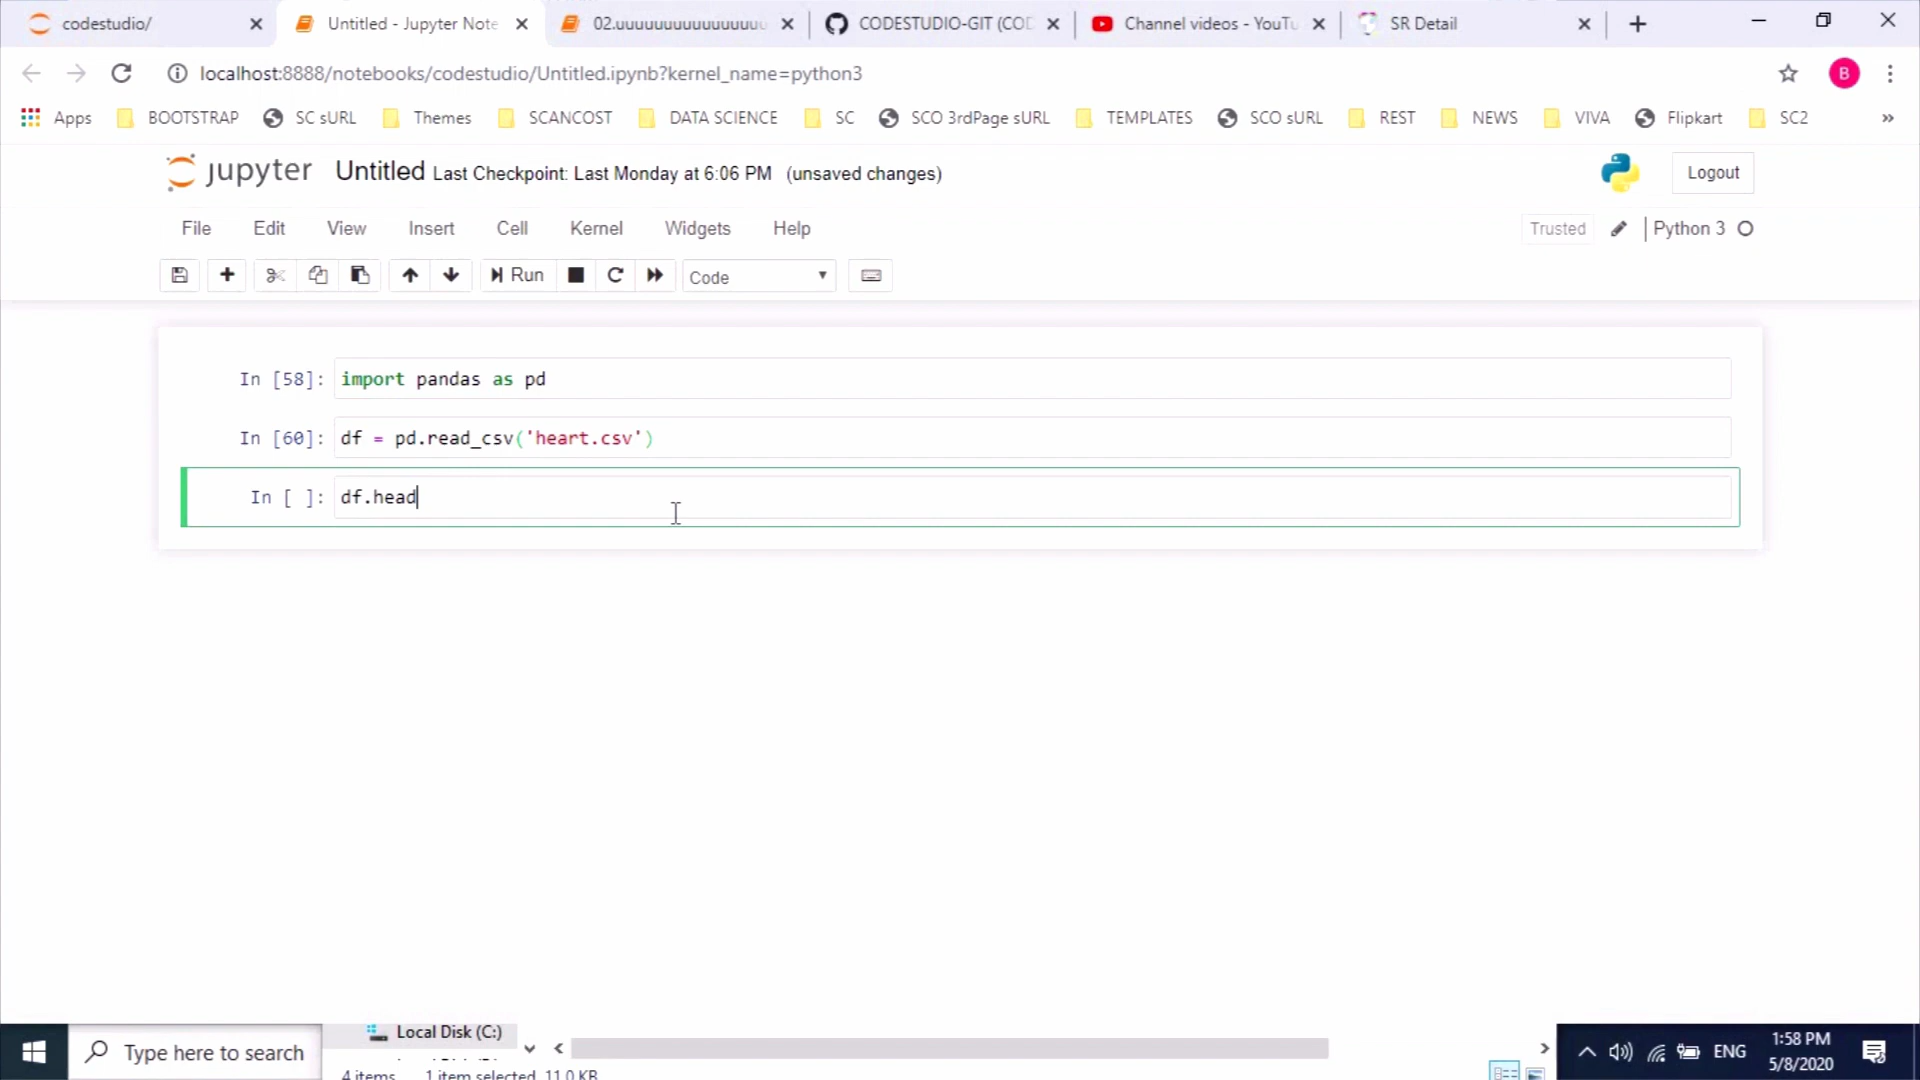 codestudio/
Untitled - Jupyter Note
02.uuuuuuuuuuuuuuuuu
CODESTUDIO-GIT (COD
Channel videos - YouTu
SR Detail
localhost:8888/notebooks/codestudio/Untitled.ipynb?kernel_name=python3
B
Apps BOOTSTRAP SC sURL Themes SCANCOST DATA SCIENCE SC SCO 3rdPage sURL TEMPLATES SCO sURL REST NEWS VIVA Flipkart SC2 »
jupyter Untitled Last Checkpoint: Last Monday at 6:06 PM (unsaved changes)
Logout
File Edit View Insert Cell Kernel Widgets Help
Trusted Python 3
Run Code
In [58]: import pandas as pd
In [60]: df = pd.read_csv('heart.csv')
In [ ]: df.head
Local Disk (C:)
Type here to search
4 items 1 item selected 11.0 KB
ENG
1:58 PM
5/8/2020